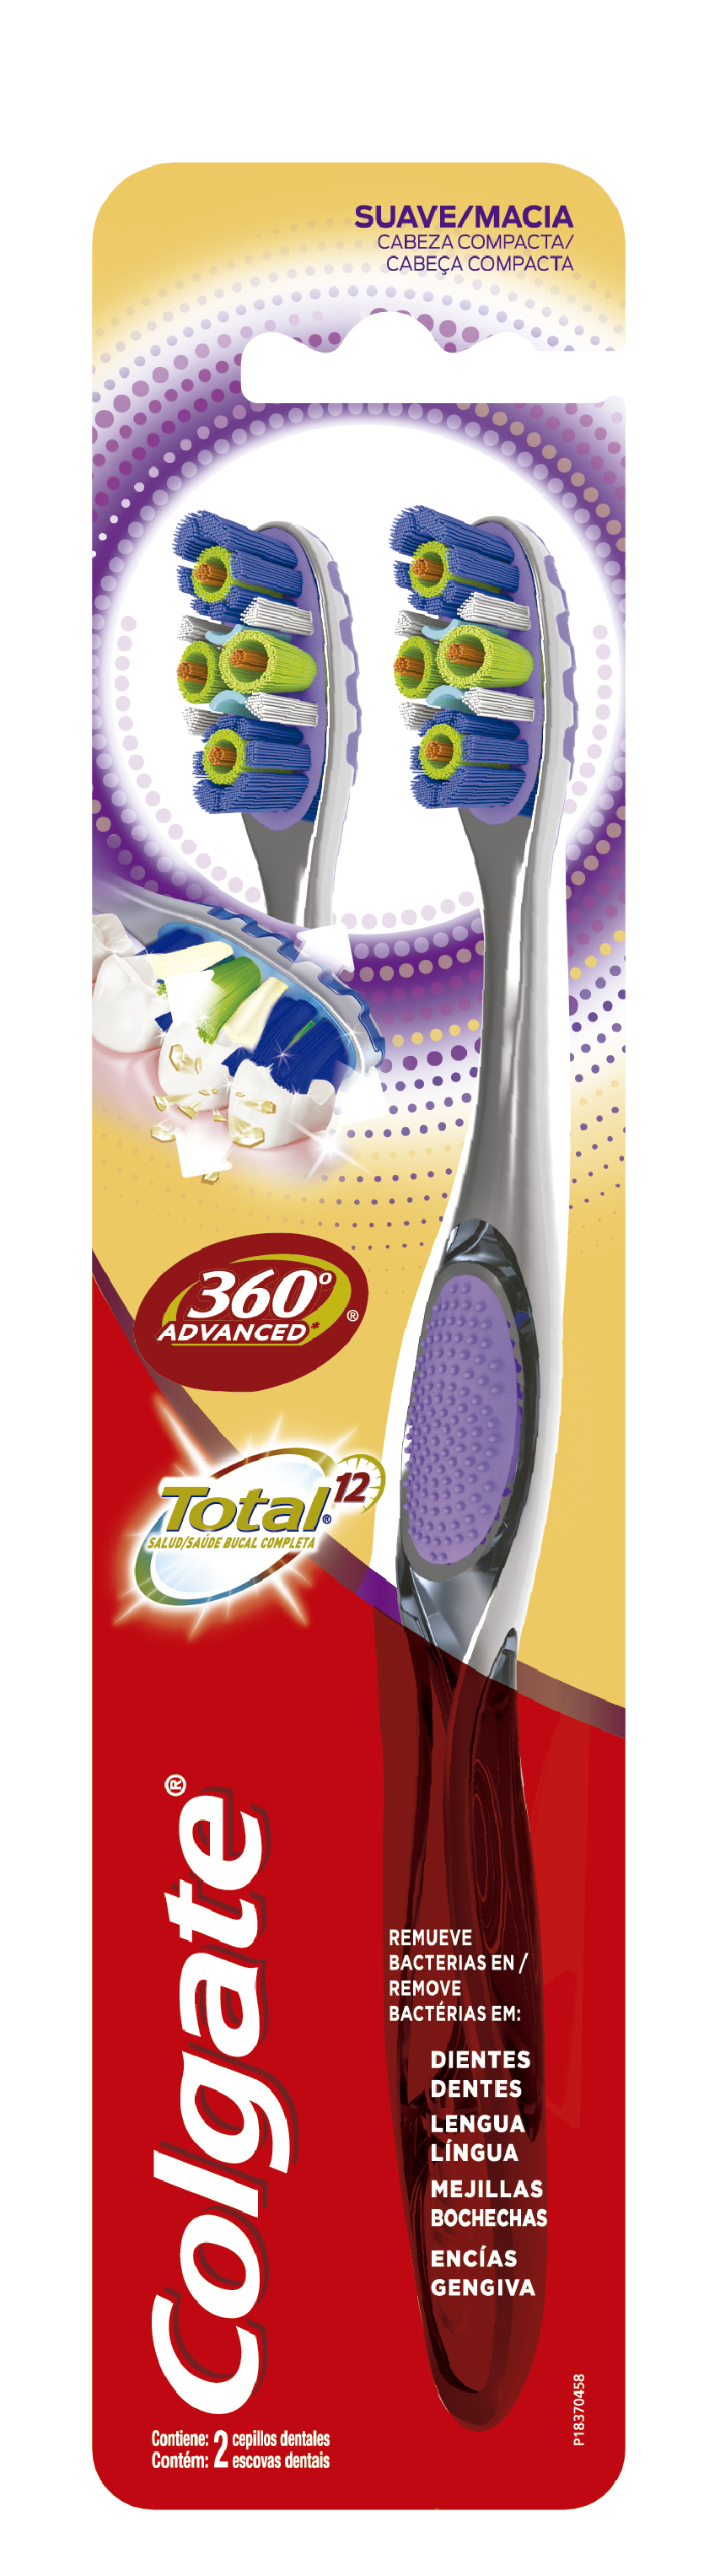 SUAVE/MACIA
CABEZA COMPACTA/
CABEÇA COMPACTA
360°
ADVANCED*
®
Total®12
SALUD/SAÚDE BUCAL COMPLETA
Colgate®
REMUEVE
BACTERIAS EN /
REMOVE
BACTÉRIAS EM:
DIENTES
DENTES
LENGUA
LÍNGUA
MEJILLAS
BOCHECHAS
ENCÍAS
GENGIVA
P18370458
Contiene: 2 cepillos dentales
Contém: 2 escovas dentais